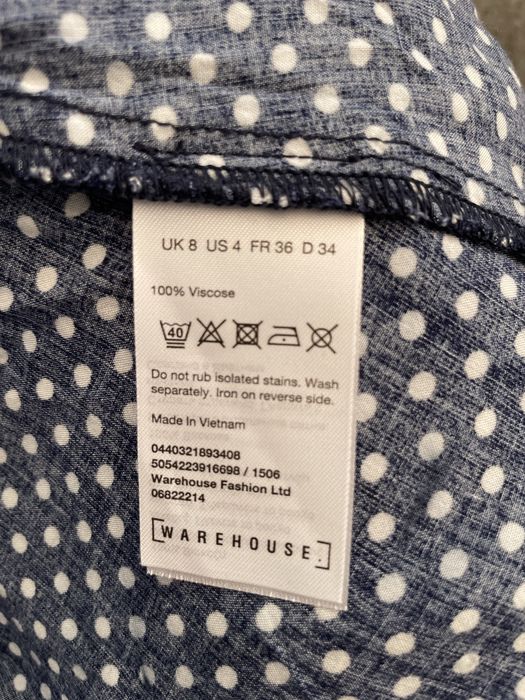 UK 8 US 4 FR 36 D 34
100% Viscose
40
Do not rub isolated stains. Wash
separately. Iron on reverse side.
Made In Vietnam
0440321893408
5054223916698 / 1506
Warehouse Fashion Ltd
06822214
[WAREHOUSE.]